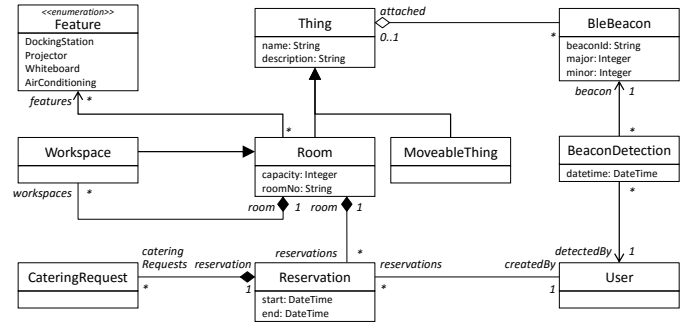 <<enumeration>>
Feature
DockingStation
Projector
Whiteboard
AirConditioning
features
*
Thing
name: String
description: String
attached
0..1
*
BleBeacon
beaconId: String
major: Integer
minor: Integer
beacon
1
Workspace
workspaces
*
*
Room
capacity: Integer
roomNo: String
room
1
room
1
MoveableThing
*
BeaconDetection
datetime: DateTime
*
CateringRequest
catering
Requests
*
reservation
1
reservations
*
Reservation
start: DateTime
end: DateTime
reservations
*
createdBy
1
detectedBy
1
User